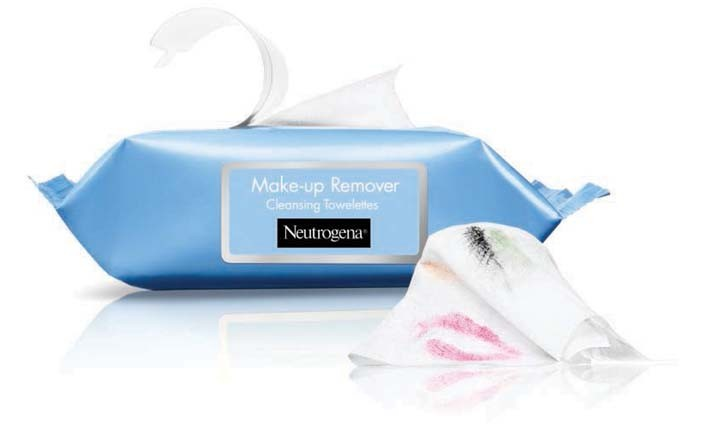 Make-up Remover
Cleansing Towelettes
Neutrogena®